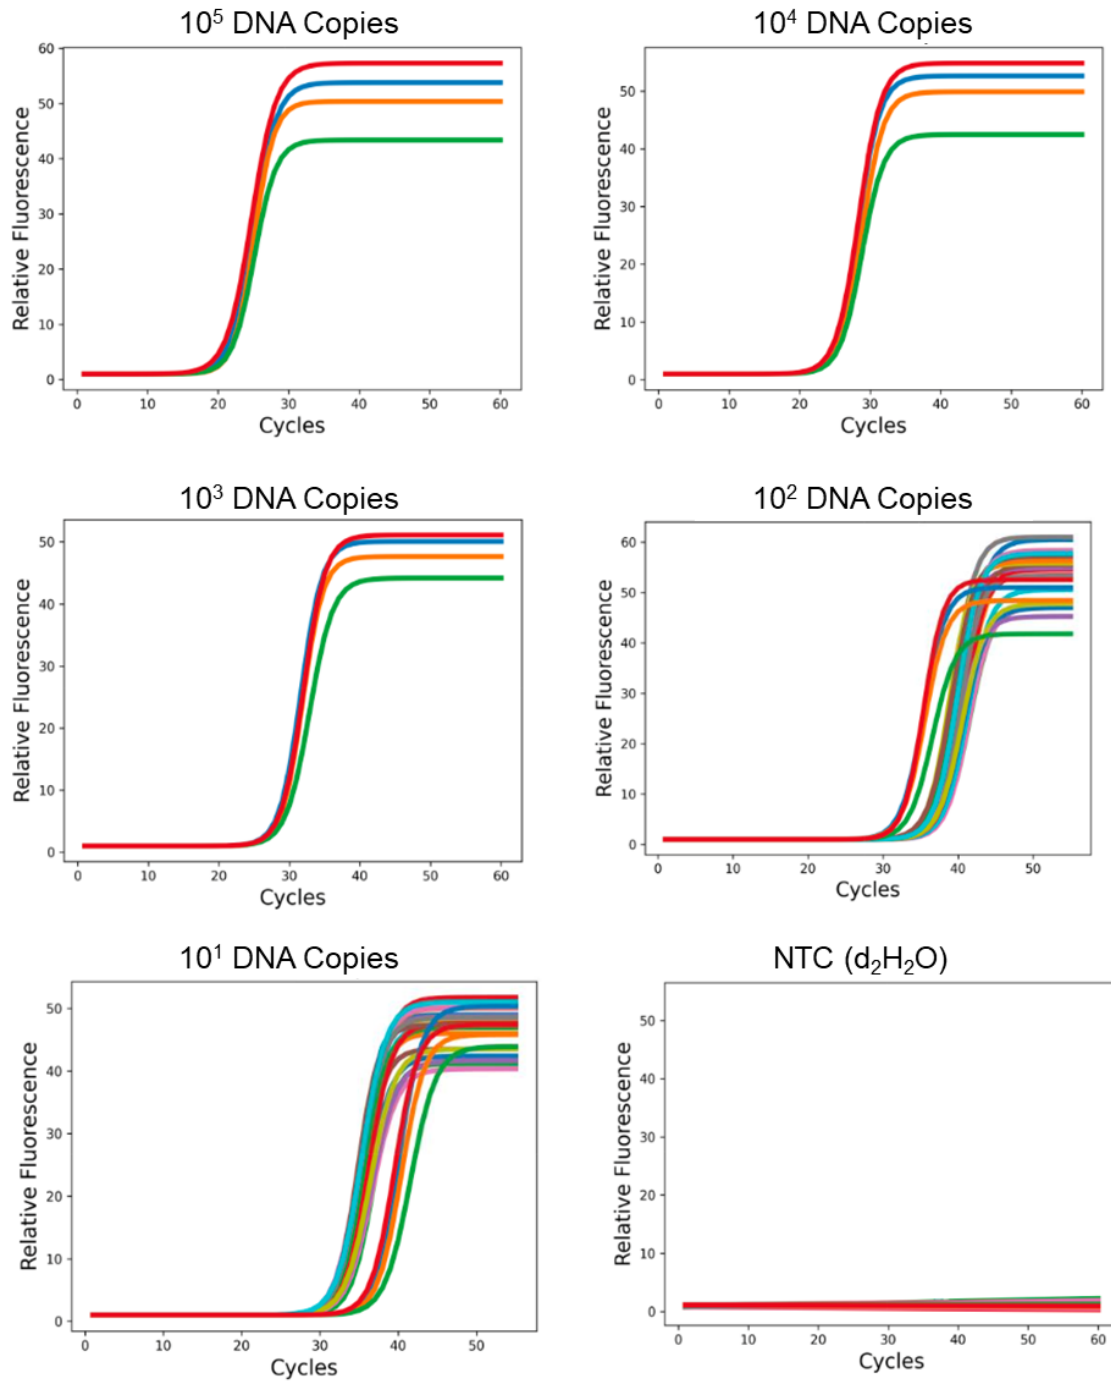 10⁵ DNA Copies
10⁴ DNA Copies
Relative Fluorescence
60
50
40
30
20
10
0
0 10 20 30 40 50 60
Cycles
Relative Fluorescence
50
40
30
20
10
0
0 10 20 30 40 50 60
Cycles
10³ DNA Copies
10² DNA Copies
Relative Fluorescence
50
40
30
20
10
0
0 10 20 30 40 50 60
Cycles
Relative Fluorescence
60
50
40
30
20
10
0
0 10 20 30 40 50
Cycles
10¹ DNA Copies
NTC (d₂H₂O)
Relative Fluorescence
50
40
30
20
10
0
0 10 20 30 40 50
Cycles
Relative Fluorescence
50
40
30
20
10
0
0 10 20 30 40 50 60
Cycles